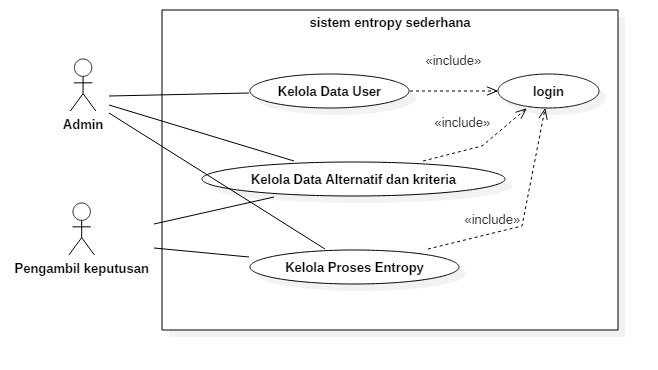 sistem entropy sederhana
«include»
Kelola Data User
login
Admin
«include»
Kelola Data Alternatif dan kriteria
«include»
Pengambil keputusan
Kelola Proses Entropy